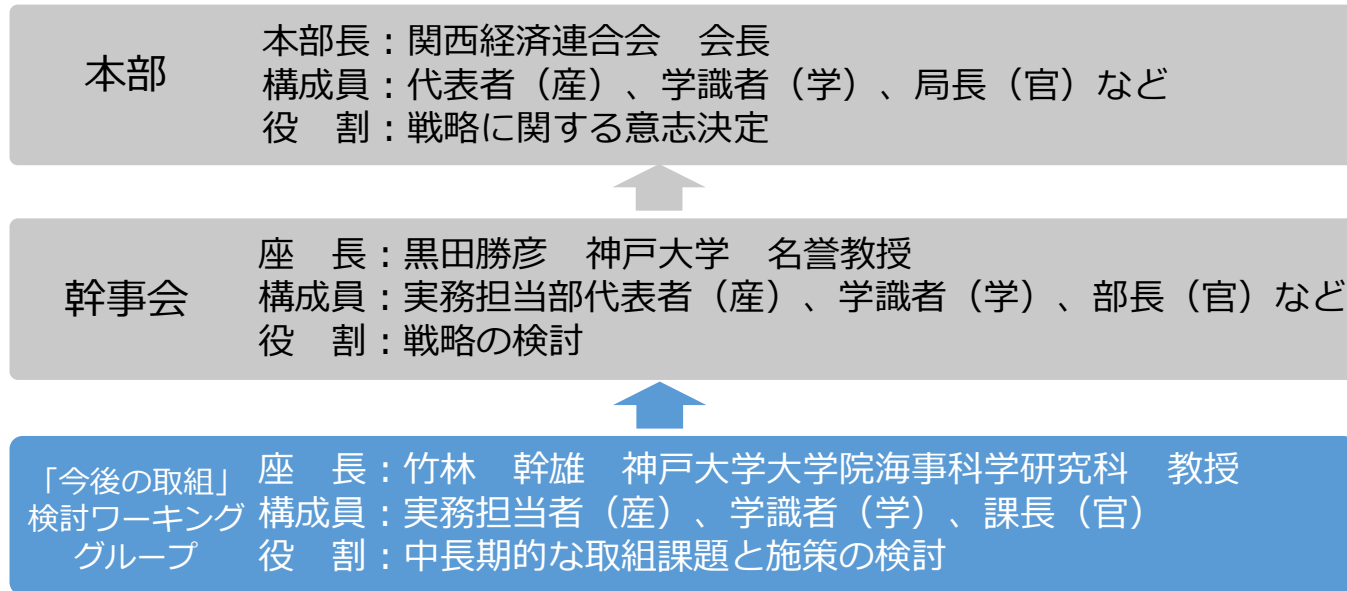 本部
本部長：関西経済連合会　会長
構成員：代表者（産）、学識者（学）、局長（官）など
役　割：戦略に関する意志決定
幹事会
座　長：黒田勝彦　神戸大学　名誉教授
構成員：実務担当部代表者（産）、学識者（学）、部長（官）など
役　割：戦略の検討
「今後の取組」
検討ワーキング
グループ
座　長：竹林　幹雄　神戸大学大学院海事科学研究科　教授
構成員：実務担当者（産）、学識者（学）、課長（官）
役　割：中長期的な取組課題と施策の検討